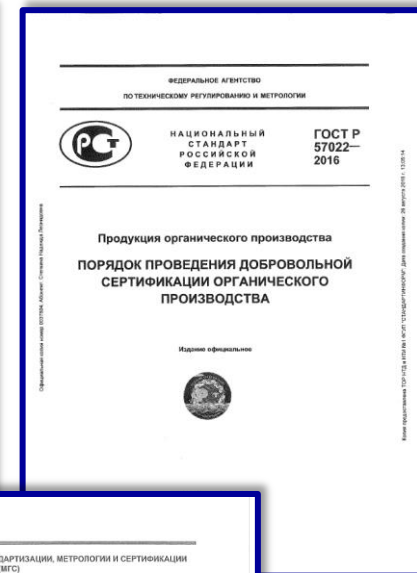 ФЕДЕРАЛЬНОЕ АГЕНТСТВО
ПО ТЕХНИЧЕСКОМУ РЕГУЛИРОВАНИЮ И МЕТРОЛОГИИ
НАЦИОНАЛЬНЫЙ
СТАНДАРТ
РОССИЙСКОЙ
ФЕДЕРАЦИИ
ГОСТ Р
57022—
2016
Продукция органического производства
ПОРЯДОК ПРОВЕДЕНИЯ ДОБРОВОЛЬНОЙ
СЕРТИФИКАЦИИ ОРГАНИЧЕСКОГО
ПРОИЗВОДСТВА
Издание официальное
ДАРТИЗАЦИИ, МЕТРОЛОГИИ И СЕРТИФИКАЦИИ
(МГС)